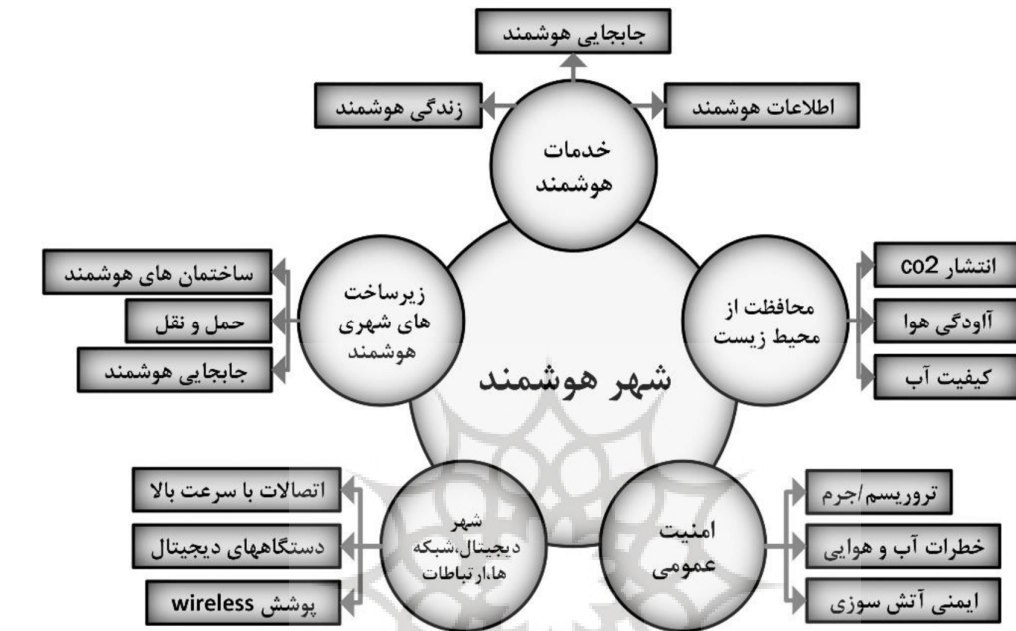 جابجایی هوشمند
زندگی هوشمند
اطلاعات هوشمند
خدمات
هوشمند
انتشار co2
آاودگی هوا
کیفیت آب
محافظت از
محیط زیست
زیرساخت
های شهری
هوشمند
ساختمان های هوشمند
حمل و نقل
جابجایی هوشمند
شهر هوشمند
تروریسم/جرم
خطرات آب و هوایی
ایمنی آتش سوزی
امنیت
عمومی
شهر
دیجیتال،شبکه
ها،ارتباطات
اتصالات با سرعت بالا
دستگاههای دیجیتال
پوشش wireless